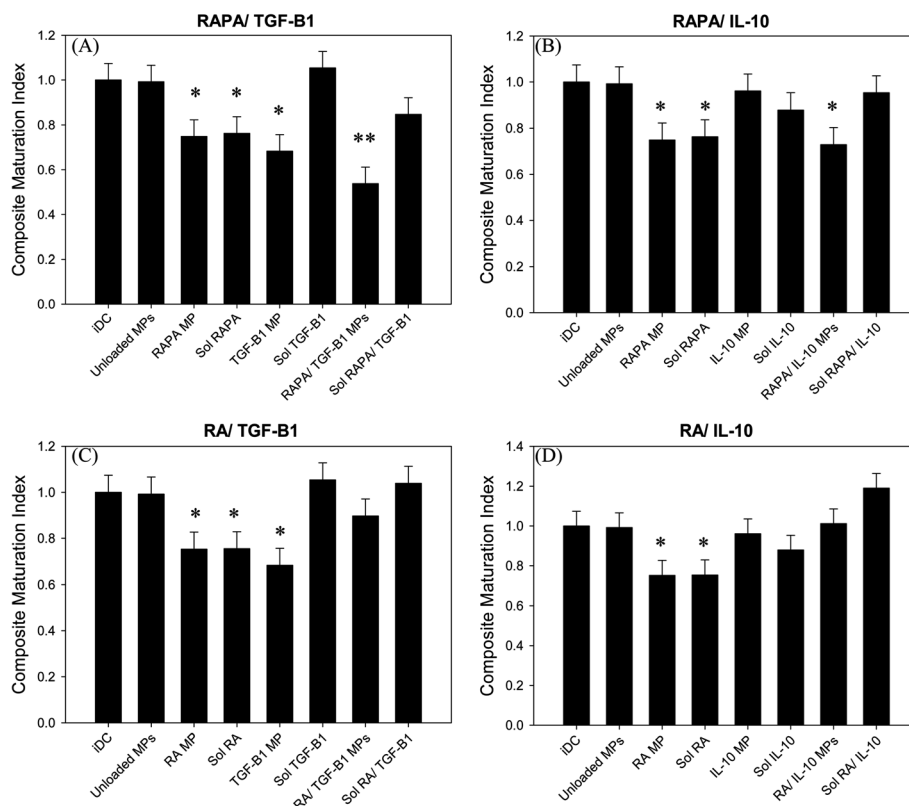 RAPA/ TGF-B1
(A)
Composite Maturation Index
1.2
1.0
0.8
0.6
0.4
0.2
0.0
*
*
*
**
iDC
Unloaded MPs
RAPA MP
Sol RAPA
TGF-B1 MP
Sol TGF-B1
RAPA/ TGF-B1 MPs
Sol RAPA/ TGF-B1
RAPA/ IL-10
(B)
Composite Maturation Index
1.2
1.0
0.8
0.6
0.4
0.2
0.0
*
*
*
iDC
Unloaded MPs
RAPA MP
Sol RAPA
IL-10 MP
Sol IL-10
RAPA/ IL-10 MPs
Sol RAPA/ IL-10
RA/ TGF-B1
(C)
Composite Maturation Index
1.2
1.0
0.8
0.6
0.4
0.2
0.0
*
*
*
iDC
Unloaded MPs
RA MP
Sol RA
TGF-B1 MP
Sol TGF-B1
RA/ TGF-B1 MPs
Sol RA/ TGF-B1
RA/ IL-10
(D)
Composite Maturation Index
1.4
1.2
1.0
0.8
0.6
0.4
0.2
0.0
*
*
iDC
Unloaded MPs
RA MP
Sol RA
IL-10 MP
Sol IL-10
RA/ IL-10 MPs
Sol RA/ IL-10